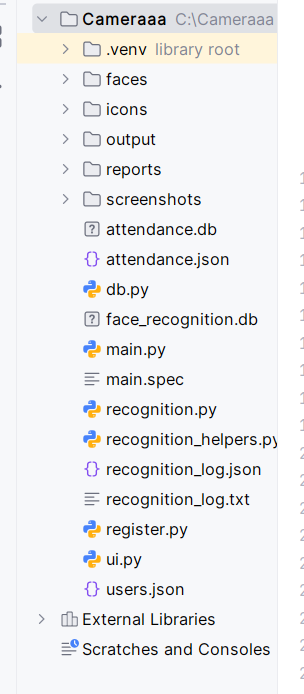 Cameraaa C:\Cameraaa
.venv library root
faces
icons
output
reports
screenshots
attendance.db
attendance.json
db.py
face_recognition.db
main.py
main.spec
recognition.py
recognition_helpers.py
recognition_log.json
recognition_log.txt
register.py
ui.py
users.json
External Libraries
Scratches and Consoles